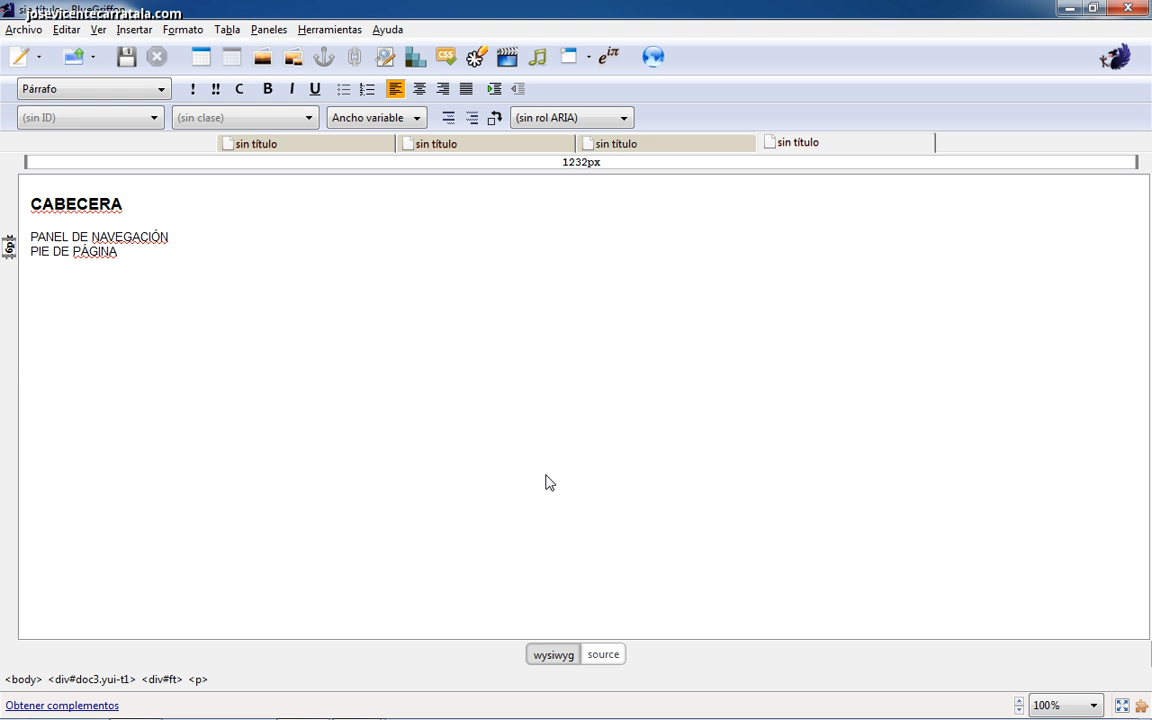 josevicentecarratala.com
Archivo Editar Ver Insertar Formato Tabla Paneles Herramientas Ayuda
CSS
Párrafo ! !! C B I U
(sin ID) (sin clase) Ancho variable (sin rol ARIA)
sin título sin título sin título sin título
1232px
CABECERA
PANEL DE NAVEGACIÓN
PIE DE PÁGINA
wysiwyg source
<body> <div#doc3.yui-t1> <div#ft> <p>
Obtener complementos 100%